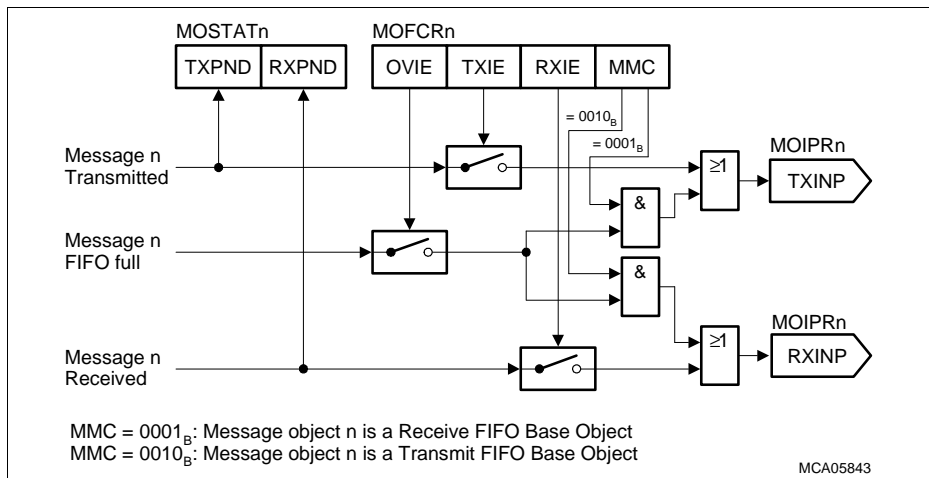 MOSTATn
MOFCRn
TXPND RXPND
OVIE TXIE RXIE MMC
= 0010B
= 0001B
MOIPRn
Message n
Transmitted
≥1
TXINP
&
Message n
FIFO full
&
MOIPRn
≥1
RXINP
Message n
Received
MMC = 0001B: Message object n is a Receive FIFO Base Object
MMC = 0010B: Message object n is a Transmit FIFO Base Object
MCA05843